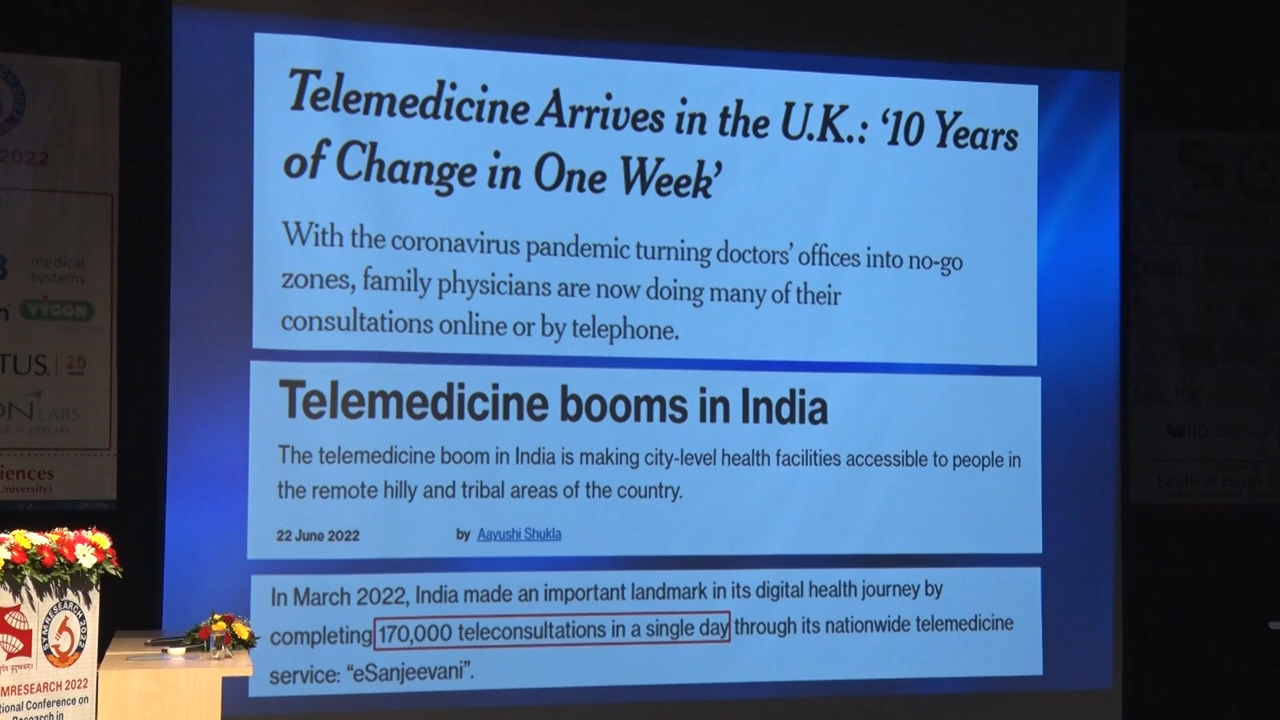 Telemedicine Arrives in the U.K.: ‘10 Years
of Change in One Week’
With the coronavirus pandemic turning doctors’ offices into no-go
zones, family physicians are now doing many of their
consultations online or by telephone.
Telemedicine booms in India
The telemedicine boom in India is making city-level health facilities accessible to people in
the remote hilly and tribal areas of the country.
22 June 2022 by Aayushi Shukla
In March 2022, India made an important landmark in its digital health journey by
completing 170,000 teleconsultations in a single day through its nationwide telemedicine
service: “eSanjeevani”.
2022
medical
systems
VYGON
TUS. 20
LABS
iences
SYMRESEARCH 2022
MRESEARCH 2022
tional Conference on